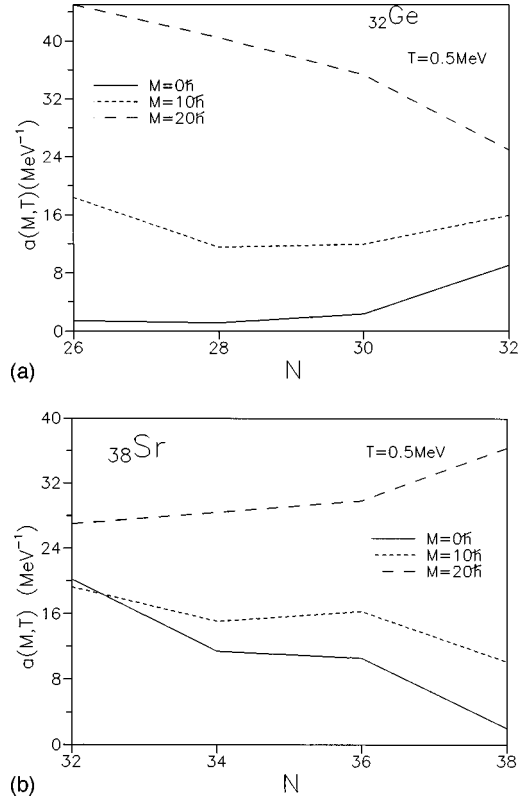 ₃₂Ge
T=0.5MeV
M=0ħ
M=10ħ
M=20ħ
a(M,T)(MeV⁻¹)
40
32
24
16
8
0
26
28
30
32
N
(a)
₃₈Sr
T=0.5MeV
M=0ħ
M=10ħ
M=20ħ
a(M,T) (MeV⁻¹)
40
32
24
16
8
0
32
34
36
38
N
(b)